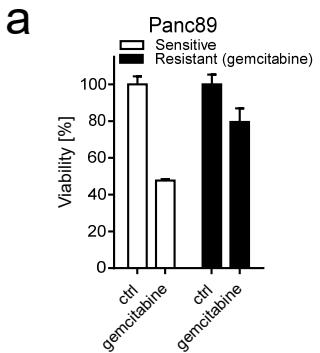 a
Panc89
Sensitive
Resistant (gemcitabine)
Viability [%]
100
80
60
40
20
0
ctrl
gemcitabine
ctrl
gemcitabine